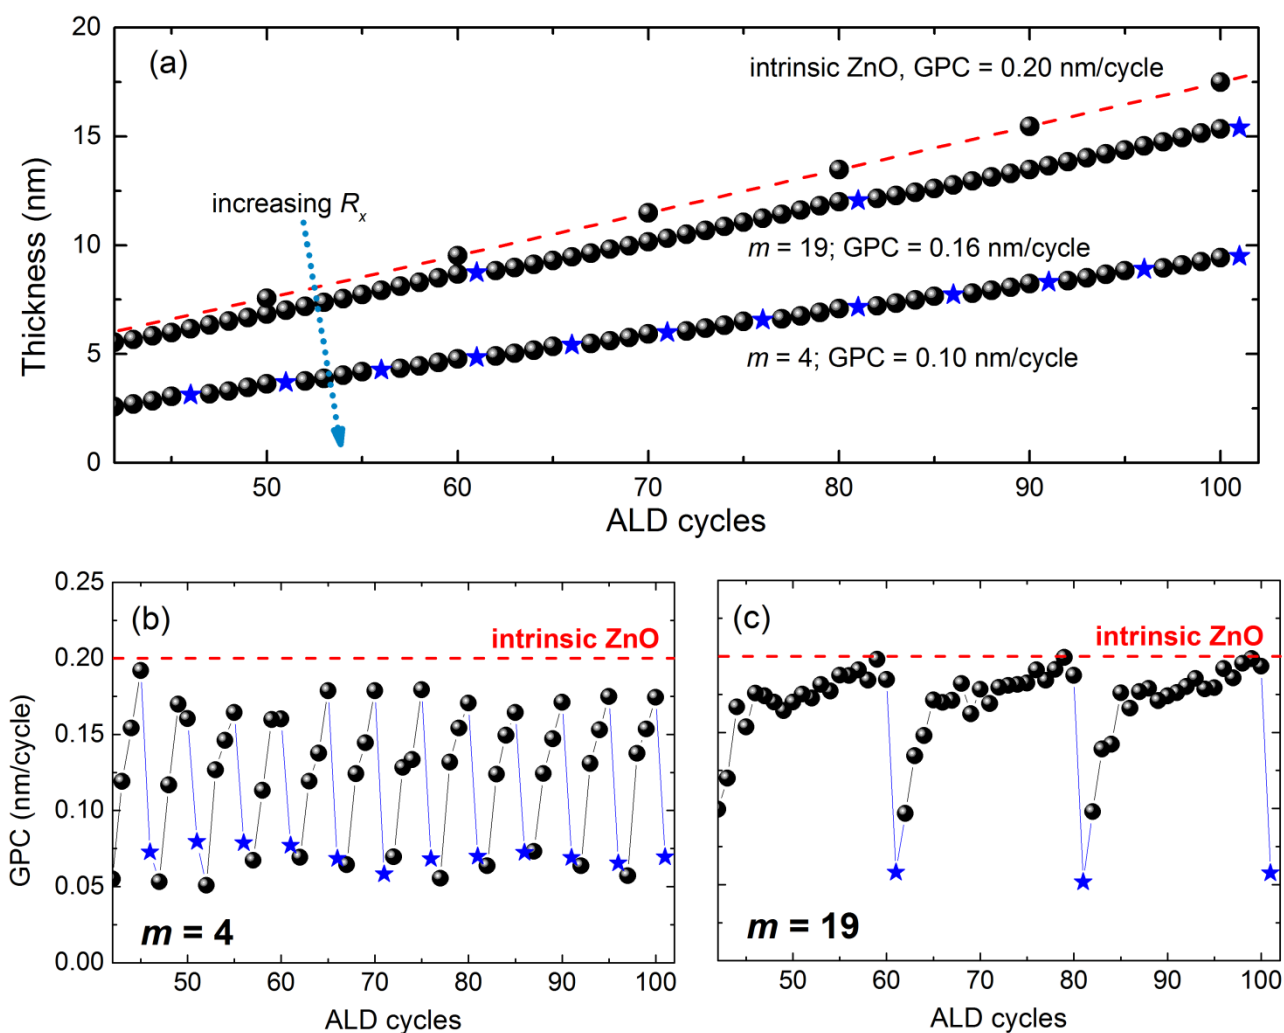 (a)
intrinsic ZnO, GPC = 0.20 nm/cycle
increasing Rₓ
m = 19; GPC = 0.16 nm/cycle
m = 4; GPC = 0.10 nm/cycle
Thickness (nm)
20
15
10
5
0
50 60 70 80 90 100
ALD cycles
(b)
intrinsic ZnO
m = 4
GPC (nm/cycle)
0.25
0.20
0.15
0.10
0.05
0.00
50 60 70 80 90 100
ALD cycles
(c)
intrinsic ZnO
m = 19
50 60 70 80 90 100
ALD cycles